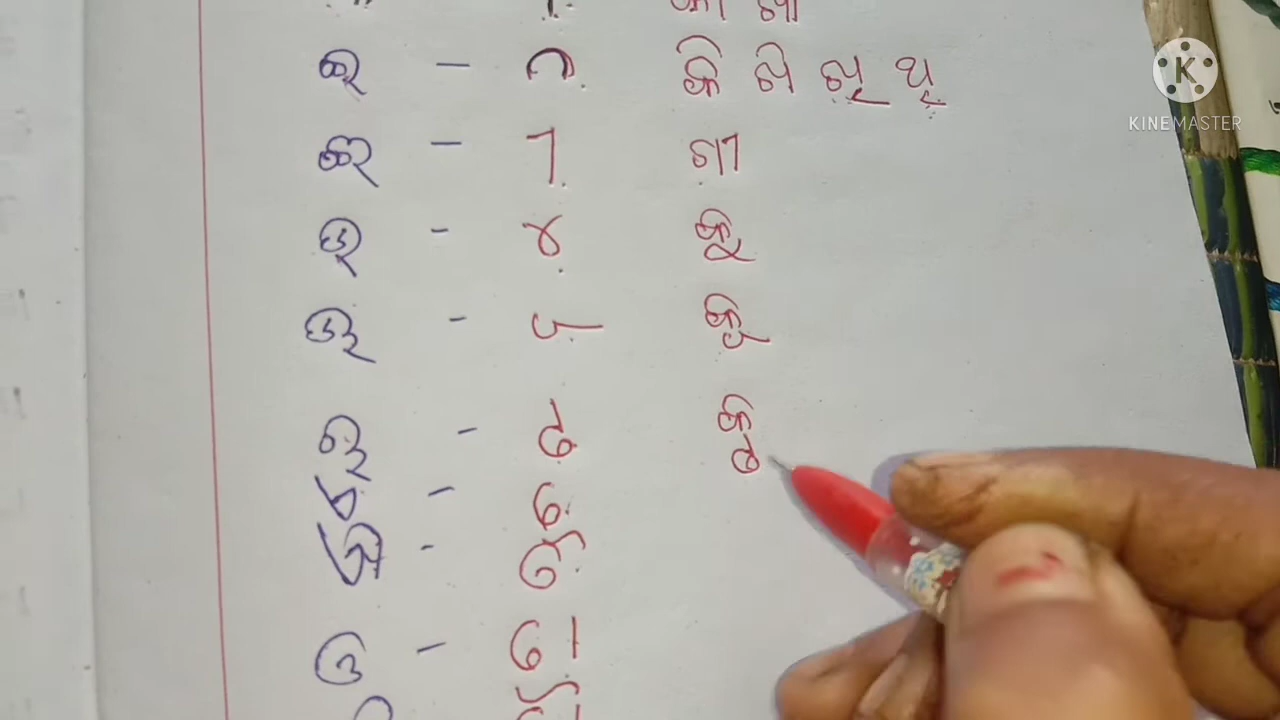 କା ଖା
ଇ - ି କି ଖି ଥି ଧି
ଈ - ୀ ଗୀ
ଉ - ୁ କୁ
ଊ - ୂ କୂ
ଋ - ୃ କୃ
ଏ - େ
ଐ - ୈ
ଓ - ୋ
KINEMASTER